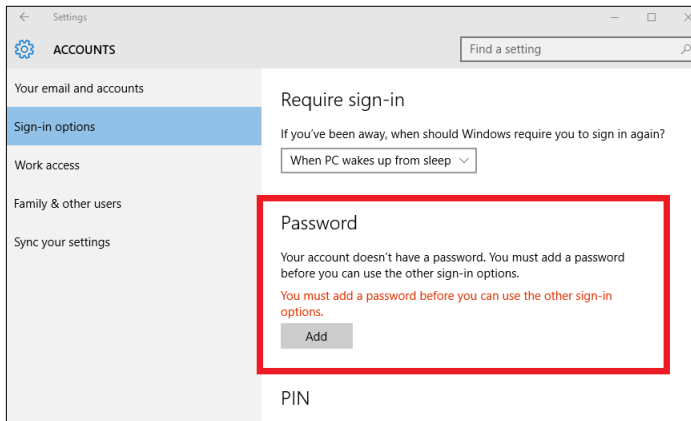 Settings
ACCOUNTS
Find a setting
Your email and accounts
Sign-in options
Work access
Family & other users
Sync your settings
Require sign-in
If you've been away, when should Windows require you to sign in again?
When PC wakes up from sleep
Password
Your account doesn't have a password. You must add a password
before you can use the other sign-in options.
You must add a password before you can use the other sign-in
options.
Add
PIN